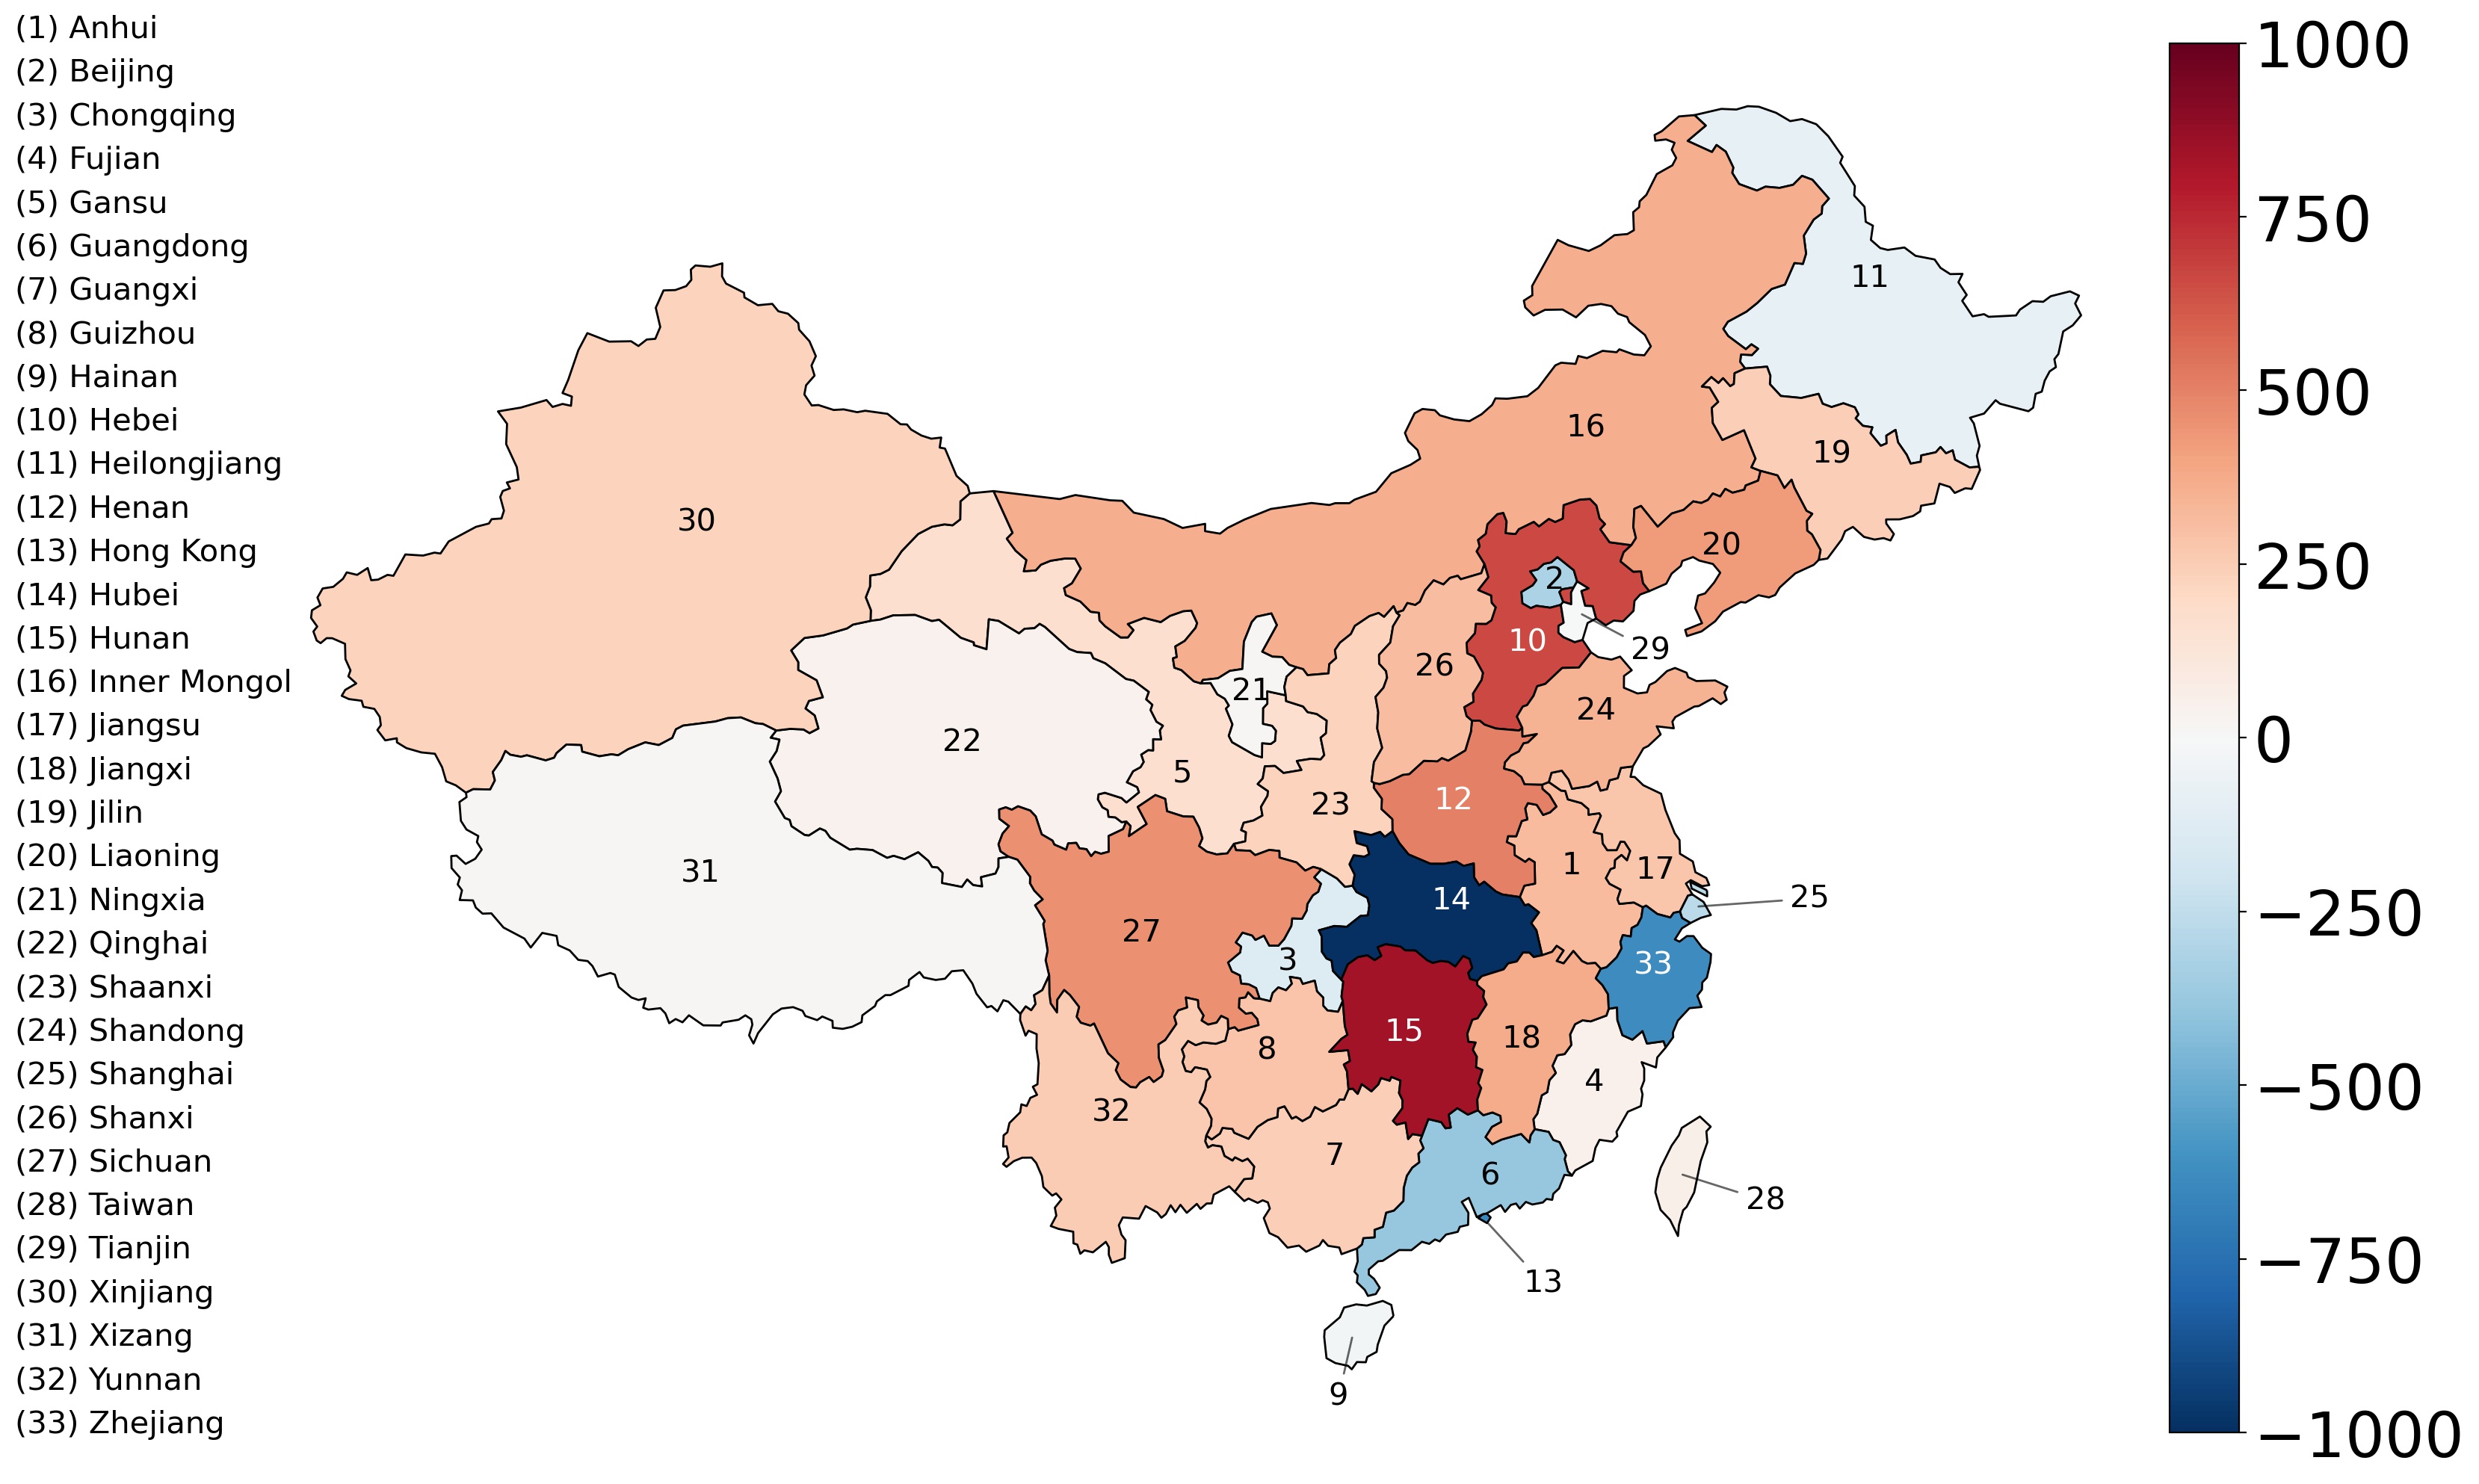 (1) Anhui
(2) Beijing
(3) Chongqing
(4) Fujian
(5) Gansu
(6) Guangdong
(7) Guangxi
(8) Guizhou
(9) Hainan
(10) Hebei
(11) Heilongjiang
(12) Henan
(13) Hong Kong
(14) Hubei
(15) Hunan
(16) Inner Mongol
(17) Jiangsu
(18) Jiangxi
(19) Jilin
(20) Liaoning
(21) Ningxia
(22) Qinghai
(23) Shaanxi
(24) Shandong
(25) Shanghai
(26) Shanxi
(27) Sichuan
(28) Taiwan
(29) Tianjin
(30) Xinjiang
(31) Xizang
(32) Yunnan
(33) Zhejiang
11
16
19
30
20
2
10
29
26
21
24
22
5
12
23
1
17
31
25
14
27
3
33
15
18
8
4
32
7
6
28
13
9
1000
750
500
250
0
−250
−500
−750
−1000